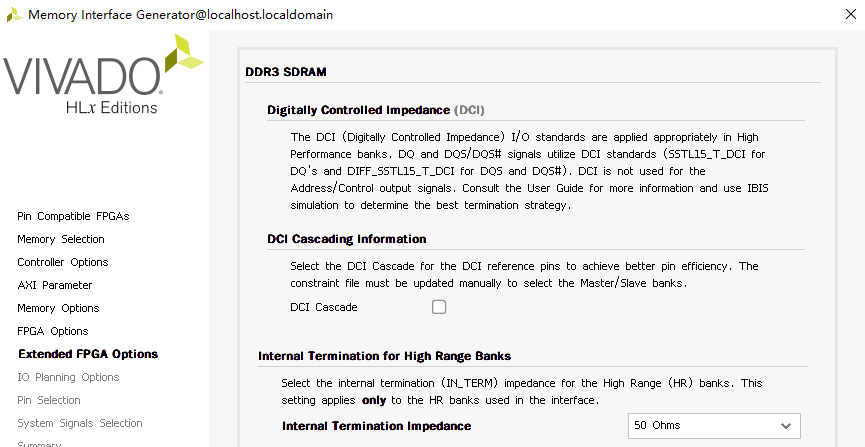 Memory Interface Generator@localhost.localdomain
VIVADO.
HLx Editions
Pin Compatible FPGAs
Memory Selection
Controller Options
AXI Parameter
Memory Options
FPGA Options
Extended FPGA Options
IO Planning Options
Pin Selection
System Signals Selection
Summary
DDR3 SDRAM
Digitally Controlled Impedance (DCI)
The DCI (Digitally Controlled Impedance) I/O standards are applied appropriately in High
Performance banks. DQ and DQS/DQS# signals utilize DCI standards (SSTL15_T_DCI for
DQ's and DIFF_SSTL15_T_DCI for DQS and DQS#). DCI is not used for the
Address/Control output signals. Consult the User Guide for more information and use IBIS
simulation to determine the best termination strategy.
DCI Cascading Information
Select the DCI Cascade for the DCI reference pins to achieve better pin efficiency. The
constraint file must be updated manually to select the Master/Slave banks.
DCI Cascade
Internal Termination for High Range Banks
Select the internal termination (IN_TERM) impedance for the High Range (HR) banks. This
setting applies only to the HR banks used in the interface.
Internal Termination Impedance
50 Ohms